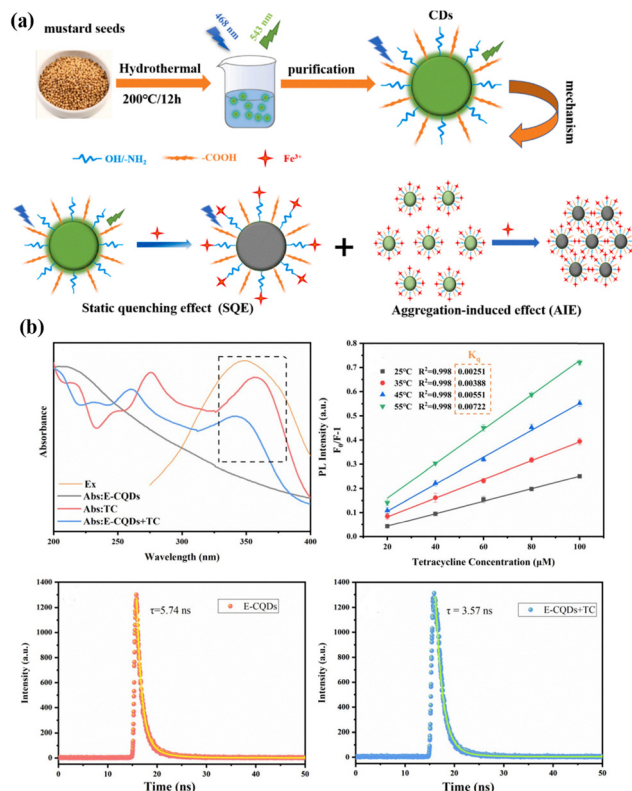 (a)
mustard seeds
468 nm
543 nm
CDs
Hydrothermal
200°C/12h
purification
mechanism
OH/-NH₂
-COOH
Fe³⁺
Static quenching effect (SQE)
+
Aggregation-induced effect (AIE)
(b)
Absorbance
Ex
Abs:E-CQDs
Abs:TC
Abs:E-CQDs+TC
200 250 300 350 400
Wavelength (nm)
PL Intensity (a.u.)
F₀/F-1
0.8
0.7
0.6
0.5
0.4
0.3
0.2
0.1
0.0
Kq
25°C R²=0.998 0.00251
35°C R²=0.998 0.00388
45°C R²=0.998 0.00551
55°C R²=0.998 0.00722
20 40 60 80 100
Tetracycline Concentration (μM)
Intensity (a.u.)
1400
1200
1000
800
600
400
200
0
τ=5.74 ns
E-CQDs
0 10 20 30 40 50
Time (ns)
Intensity (a.u.)
1400
1200
1000
800
600
400
200
0
τ = 3.57 ns
E-CQDs+TC
0 10 20 30 40 50
Time (ns)